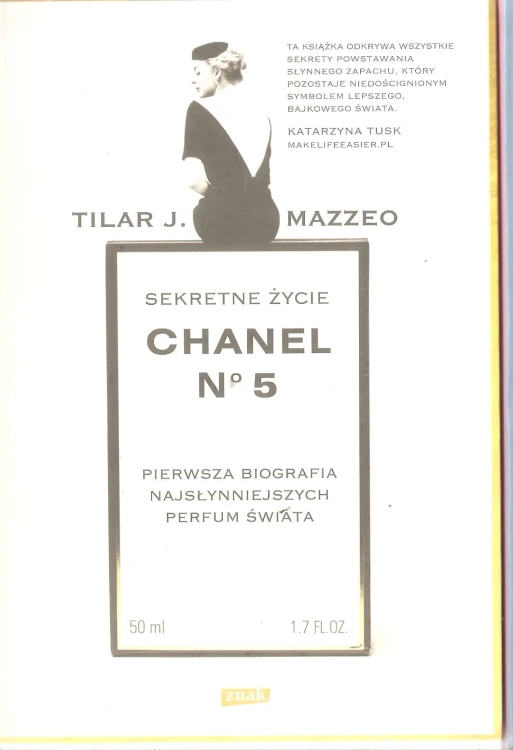 TA KSIĄŻKA ODKRYWA WSZYSTKIE
SEKRETY POWSTAWANIA
SŁYNNEGO ZAPACHU, KTÓRY
POZOSTAJE NIEDOŚCIGNIONYM
SYMBOLEM LEPSZEGO,
BAJKOWEGO ŚWIATA.
KATARZYNA TUSK
MAKELIFEEASIER.PL
TILAR J. MAZZEO
SEKRETNE ŻYCIE
CHANEL
Nº 5
PIERWSZA BIOGRAFIA
NAJSŁYNNIEJSZYCH
PERFUM ŚWIATA
50 ml 1.7 FL.OZ.
znak